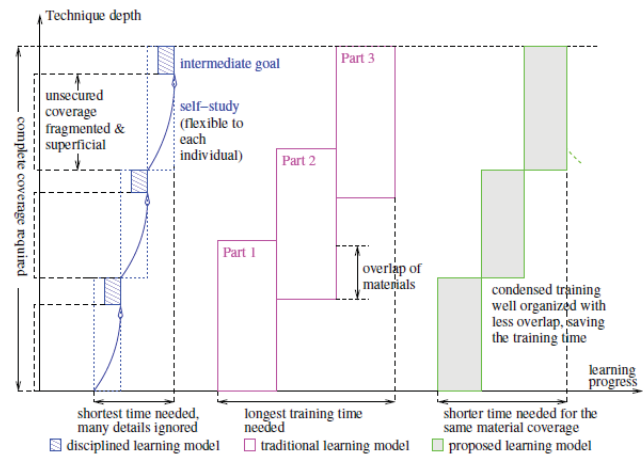 Technique depth
complete coverage required
unsecured
coverage
fragmented &
superficial
intermediate goal
self-study
(flexible to
each
individual)
Part 1
Part 2
Part 3
overlap of
materials
condensed training
well organized with
less overlap, saving
the training time
learning
progress
shortest time needed,
many details ignored
longest training time
needed
shorter time needed for the
same material coverage
disciplined learning model
traditional learning model
proposed learning model